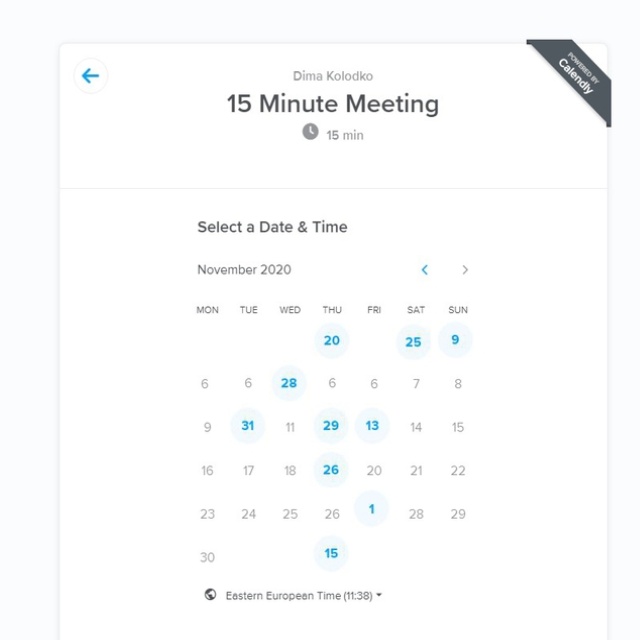 POWERED BY
Calendly
Dima Kolodko
15 Minute Meeting
15 min
Select a Date & Time
November 2020
MON TUE WED THU FRI SAT SUN
20 25 9
6 6 28 6 6 7 8
9 31 11 29 13 14 15
16 17 18 26 20 21 22
23 24 25 26 1 28 29
30 15
Eastern European Time (11:38)